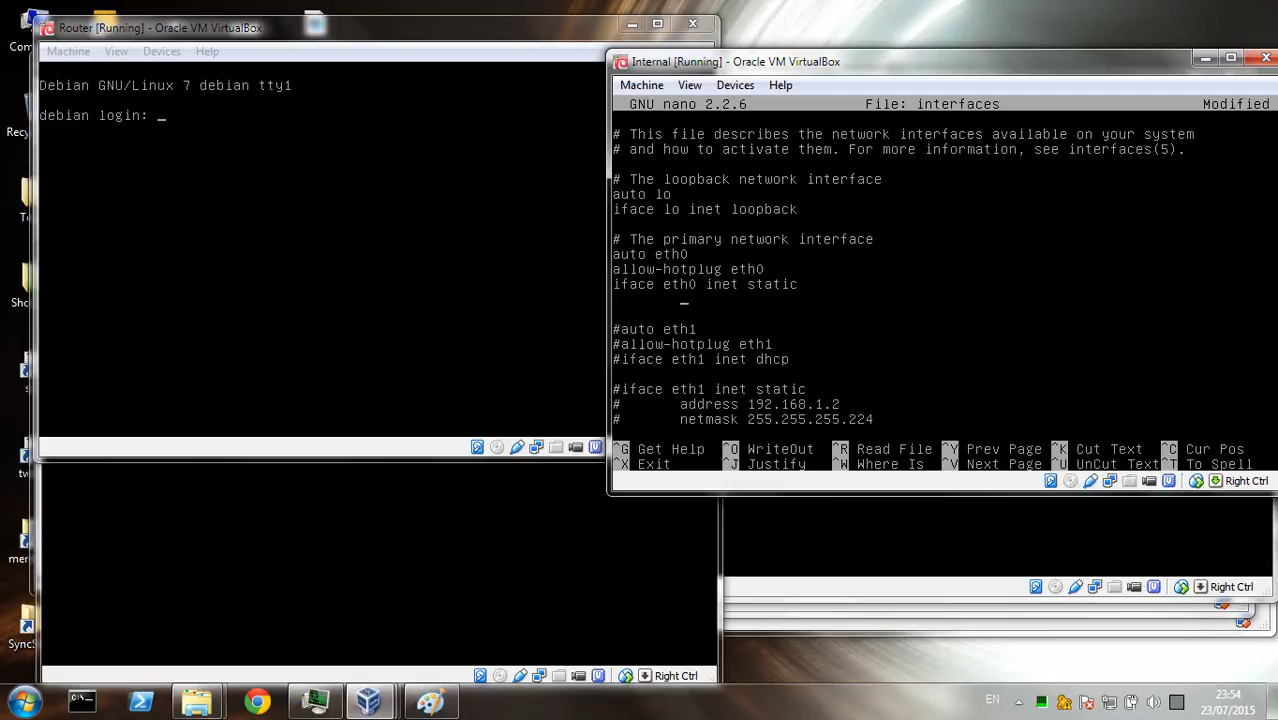 Router [Running] - Oracle VM VirtualBox
Machine View Devices Help
Debian GNU/Linux 7 debian tty1
debian login: _
Internal [Running] - Oracle VM VirtualBox
Machine View Devices Help
GNU nano 2.2.6 File: interfaces Modified
# This file describes the network interfaces available on your system
# and how to activate them. For more information, see interfaces(5).
# The loopback network interface
auto lo
iface lo inet loopback
# The primary network interface
auto eth0
allow-hotplug eth0
iface eth0 inet static
_
#auto eth1
#allow-hotplug eth1
#iface eth1 inet dhcp
#iface eth1 inet static
# address 192.168.1.2
# netmask 255.255.255.224
^G Get Help ^O WriteOut ^R Read File ^Y Prev Page ^K Cut Text ^C Cur Pos
^X Exit ^J Justify ^W Where Is ^V Next Page ^U UnCut Text ^T To Spell
Right Ctrl
Right Ctrl
Right Ctrl
Com
Recy
Te
Sho
s
tw
mer
SyncS
C:\
EN
23:54
23/07/2015